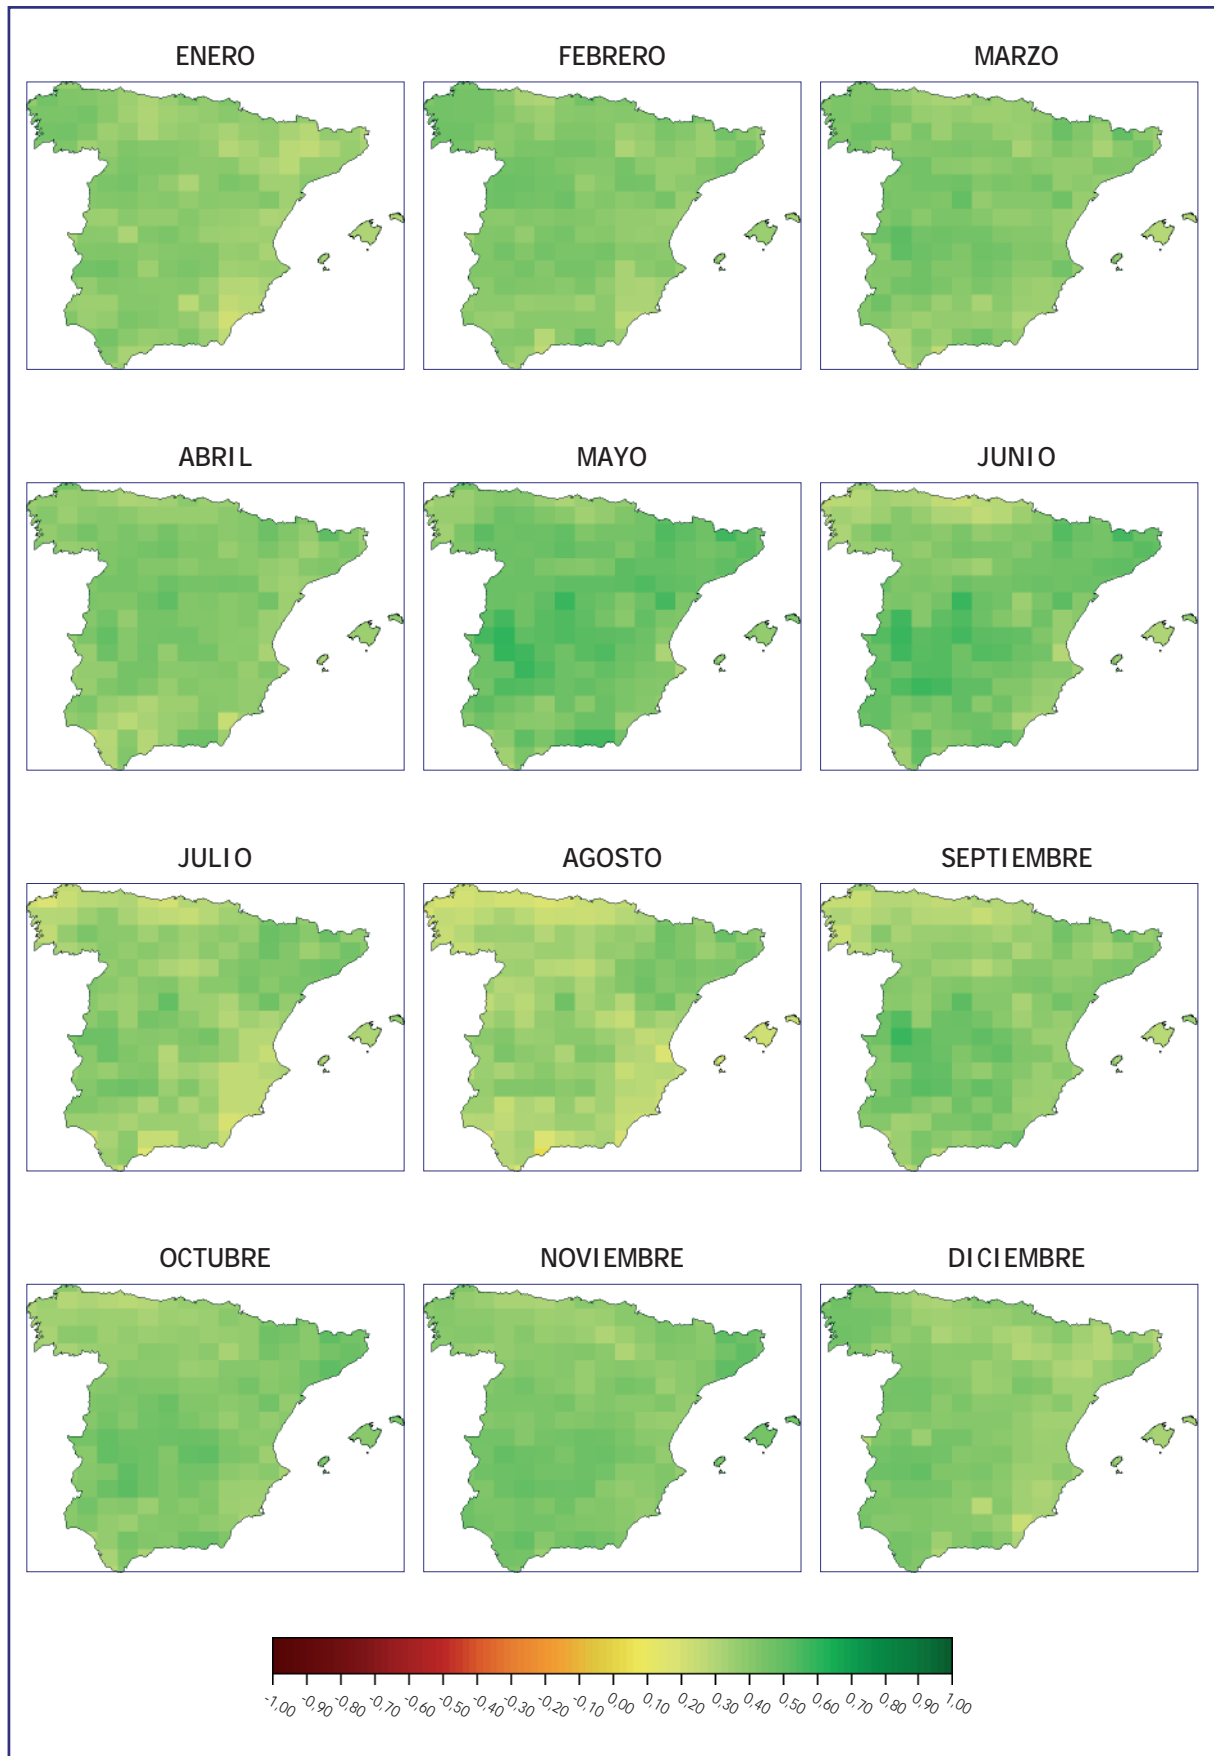 ENERO FEBRERO MARZO
ABRIL MAYO JUNIO
JULIO AGOSTO SEPTIEMBRE
OCTUBRE NOVIEMBRE DICIEMBRE
-1,00 -0,90 -0,80 -0,70 -0,60 -0,50 -0,40 -0,30 -0,20 -0,10 0,00 0,10 0,20 0,30 0,40 0,50 0,60 0,70 0,80 0,90 1,00